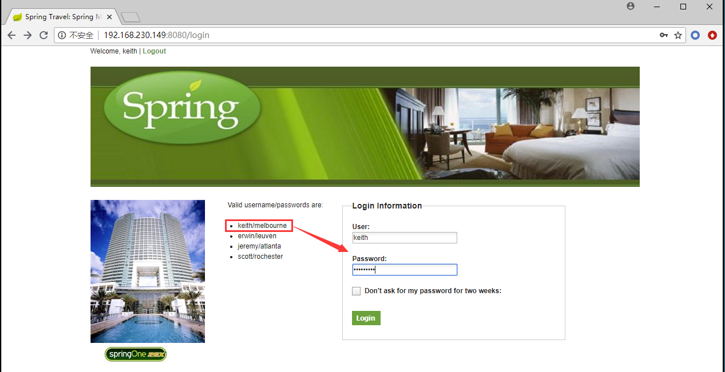 Spring Travel: Spring M
不安全 | 192.168.230.149:8080/login
Welcome, keith | Logout
Spring
Valid username/passwords are:
keith/melbourne
erwin/leuven
jeremy/atlanta
scott/rochester
Login Information
User:
keith
Password:
Don't ask for my password for two weeks:
Login
springOne